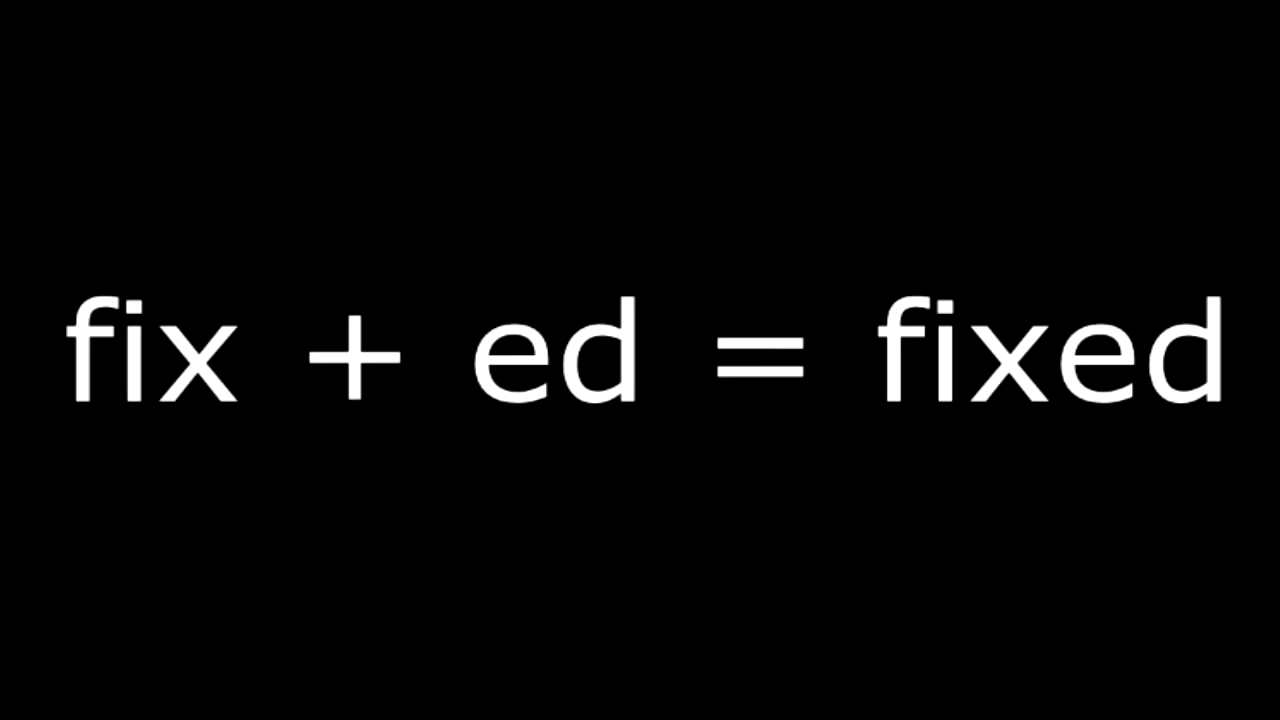 fix + ed = fixed